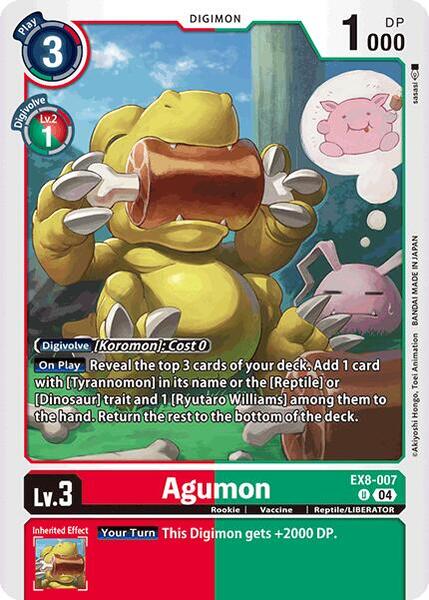 Play
3
DIGIMON
1000
DP
Digivolve
Lv.2
1
sasasi
Digivolve [Koromon]: Cost 0
On Play Reveal the top 3 cards of your deck. Add 1 card
with [Tyrannomon] in its name or the [Reptile] or
[Dinosaur] trait and 1 [Ryutaro Williams] among them to
the hand. Return the rest to the bottom of the deck.
©Akiyoshi Hongo, Toei Animation BANDAI MADE IN JAPAN
Lv.3
Agumon
EX8-007
U 04
Rookie | Vaccine | Reptile/LIBERATOR
Inherited Effect
Your Turn This Digimon gets +2000 DP.